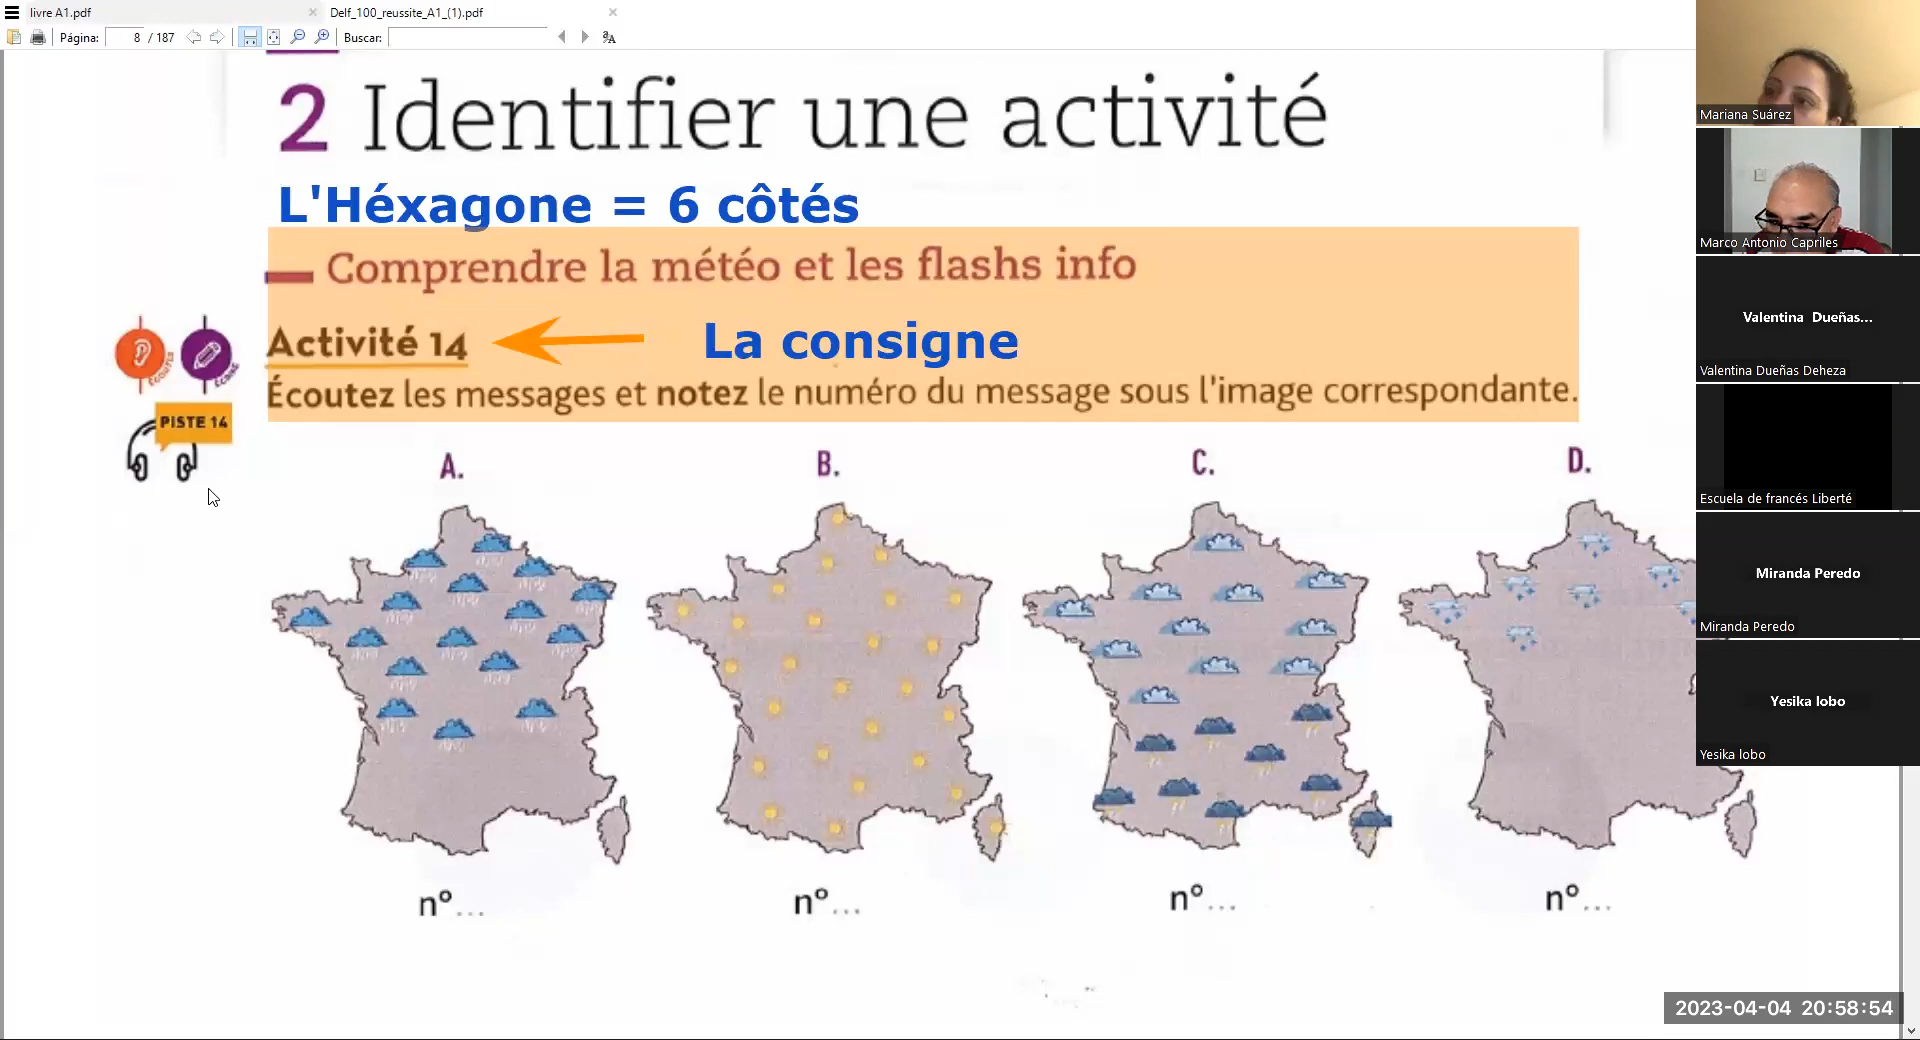 livre A1.pdf
Delf_100_reussite_A1_(1).pdf
Página: 8 / 187 Buscar:
2 Identifier une activité
L'Héxagone = 6 côtés
Comprendre la météo et les flashs info
Activité 14
La consigne
Écoutez les messages et notez le numéro du message sous l'image correspondante.
ÉCOUTER
ÉCRIRE
PISTE 14
A.
B.
C.
D.
n°...
n°...
n°...
n°...
Mariana Suárez
Marco Antonio Capriles
Valentina Dueñas...
Valentina Dueñas Deheza
Escuela de francés Liberté
Miranda Peredo
Miranda Peredo
Yesika lobo
Yesika lobo
2023-04-04 20:58:54